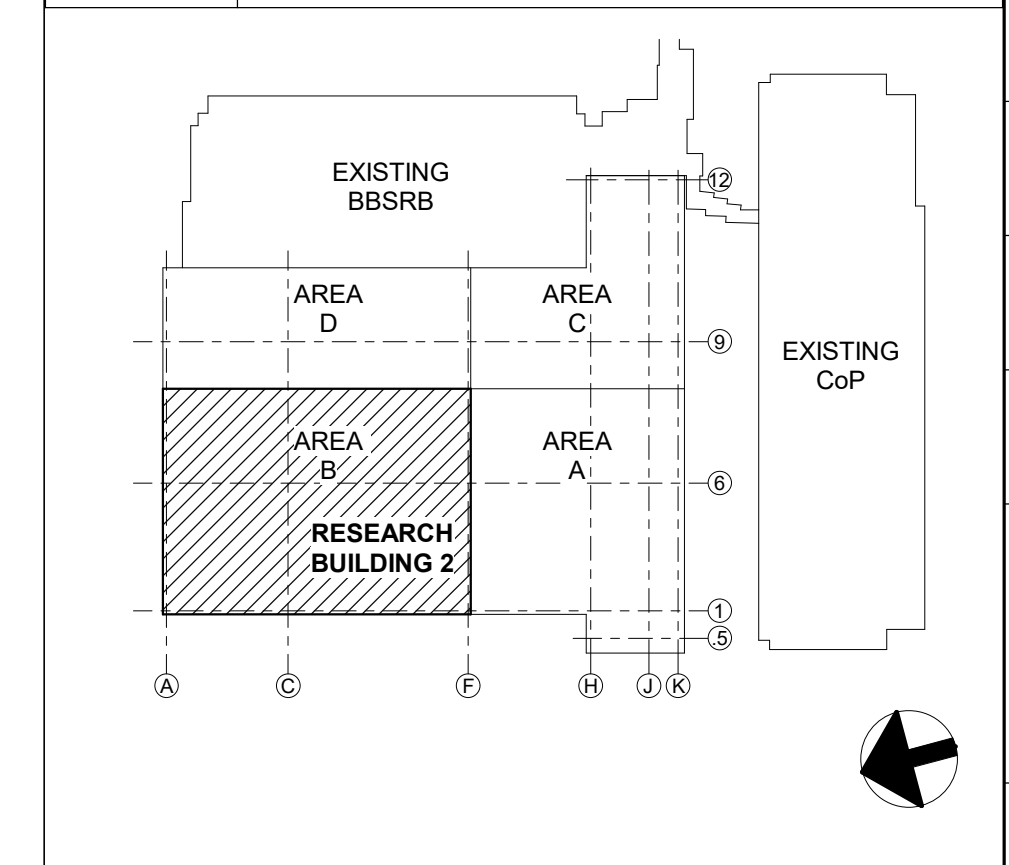 EXISTING
BBSRB
12
AREA
D
AREA
C
9
EXISTING
CoP
AREA
B
AREA
A
6
RESEARCH
BUILDING 2
1
.5
A
C
F
H
J
K